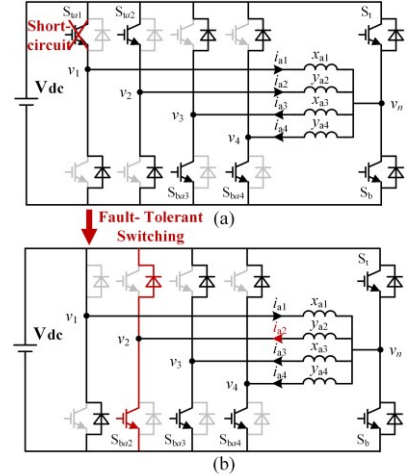 S_ta1
S_ta2
S_t
Short-
circuit
i_a1
x_a1
v_1
i_a2
y_a2
Vdc
v_2
i_a3
x_a3
v_n
v_3
i_a4
y_a4
v_4
S_ba3
S_ba4
S_b
(a)
Fault- Tolerant
Switching
S_t
i_a1
x_a1
v_1
i_a2
y_a2
Vdc
v_2
i_a3
x_a3
v_n
v_3
i_a4
y_a4
v_4
S_ba2
S_ba3
S_ba4
S_b
(b)